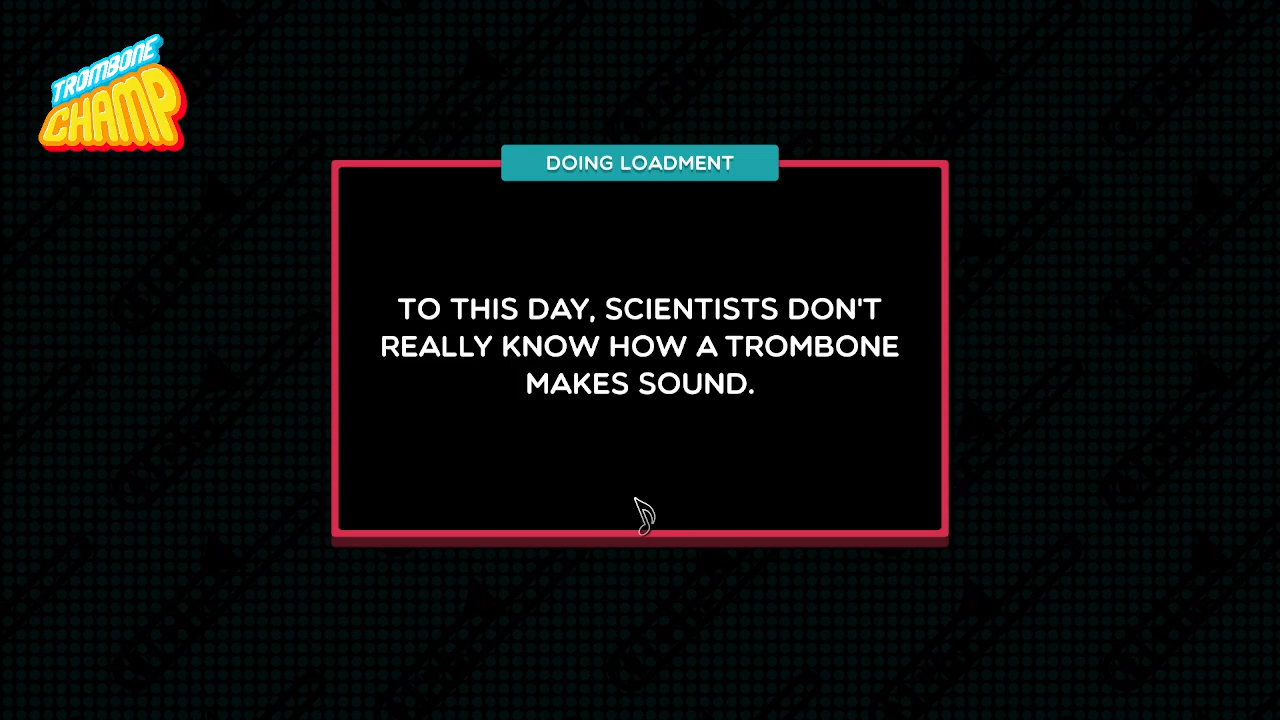 TROMBONE
CHAMP
DOING LOADMENT
TO THIS DAY, SCIENTISTS DON'T
REALLY KNOW HOW A TROMBONE
MAKES SOUND.